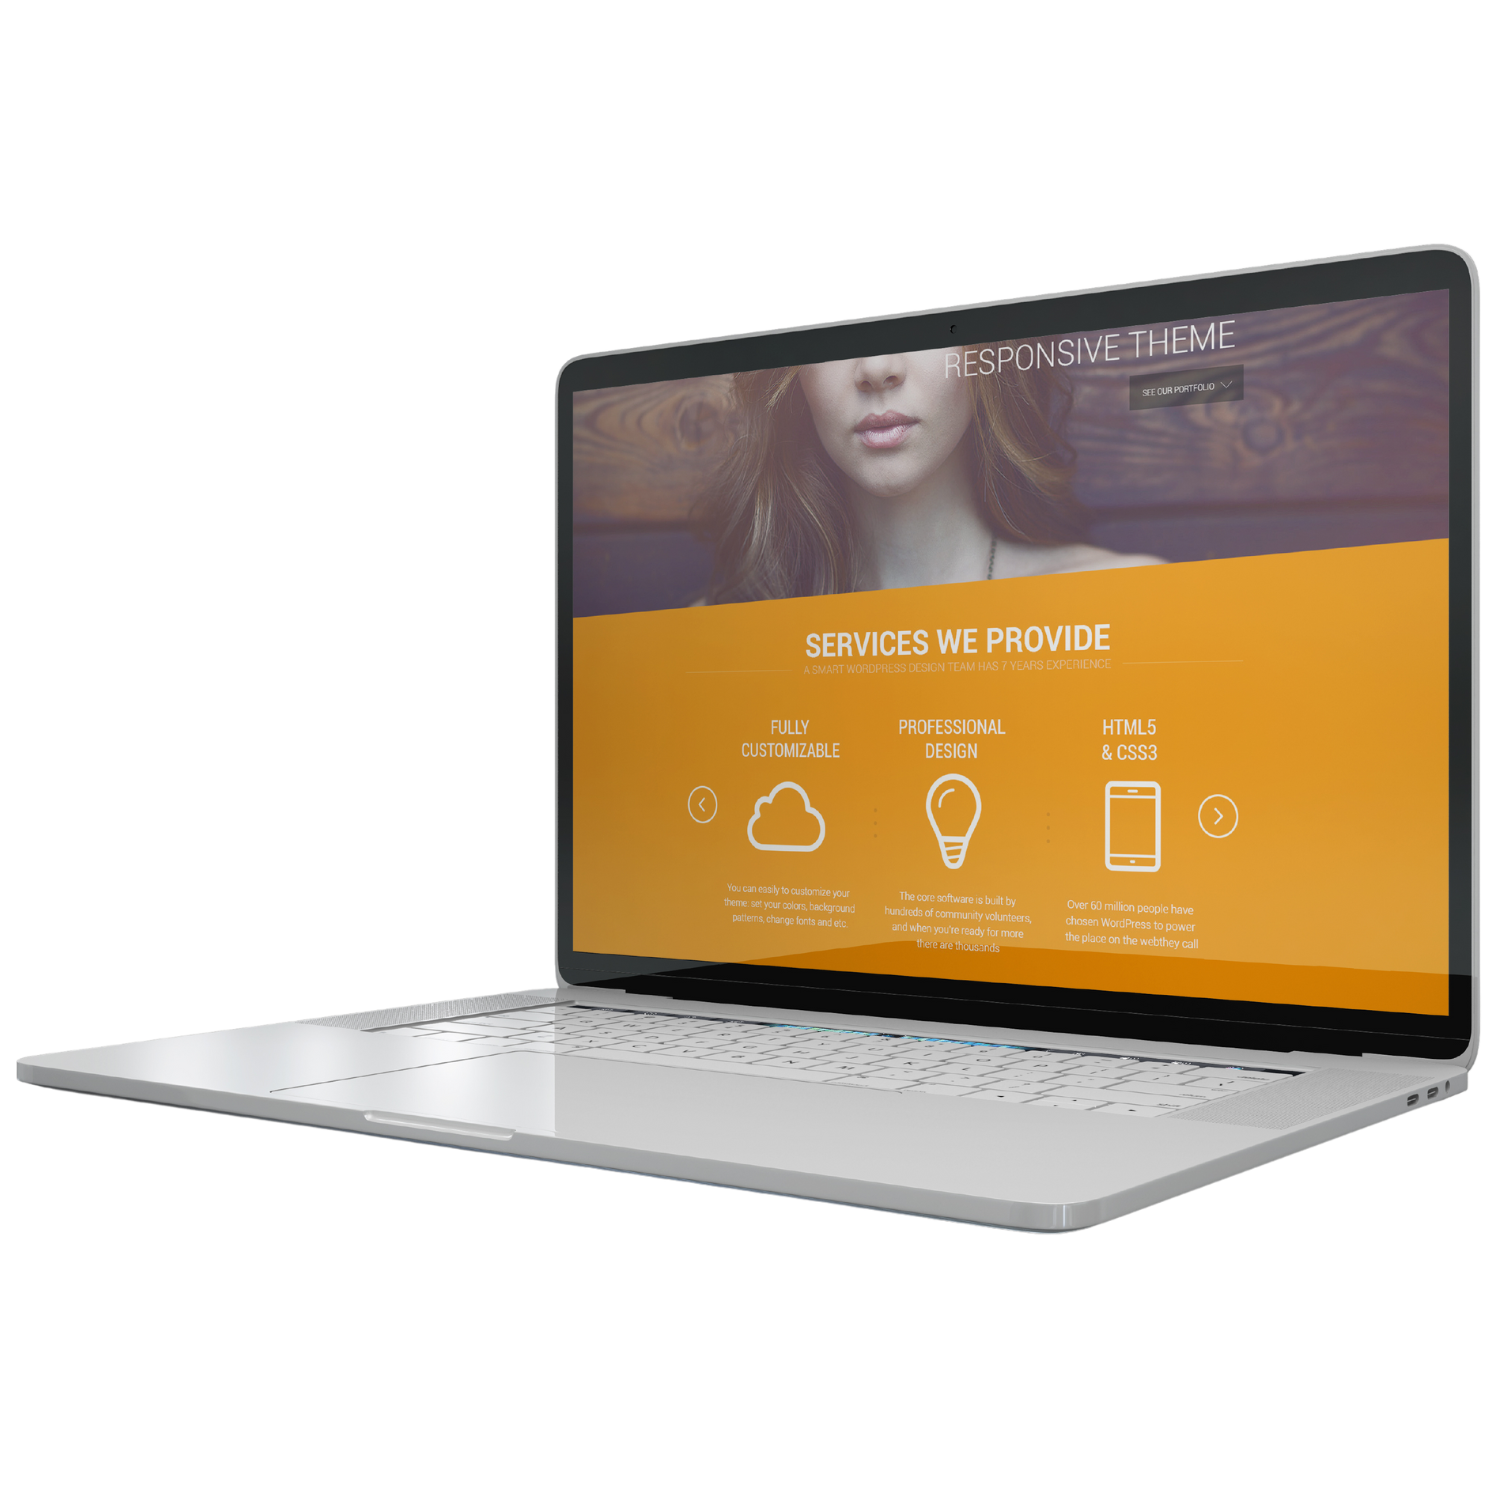 RESPONSIVE THEME
SEE OUR PORTFOLIO
SERVICES WE PROVIDE
A SMART WORDPRESS DESIGN TEAM HAS 7 YEARS EXPERIENCE
FULLY
CUSTOMIZABLE
You can easily to customize your
theme: set your colors, background
patterns, change fonts and etc.
PROFESSIONAL
DESIGN
The core software is built by
hundreds of community volunteers,
and when you're ready for more
there are thousands
HTML5
& CSS3
Over 60 million people have
chosen WordPress to power
the place on the webthey call